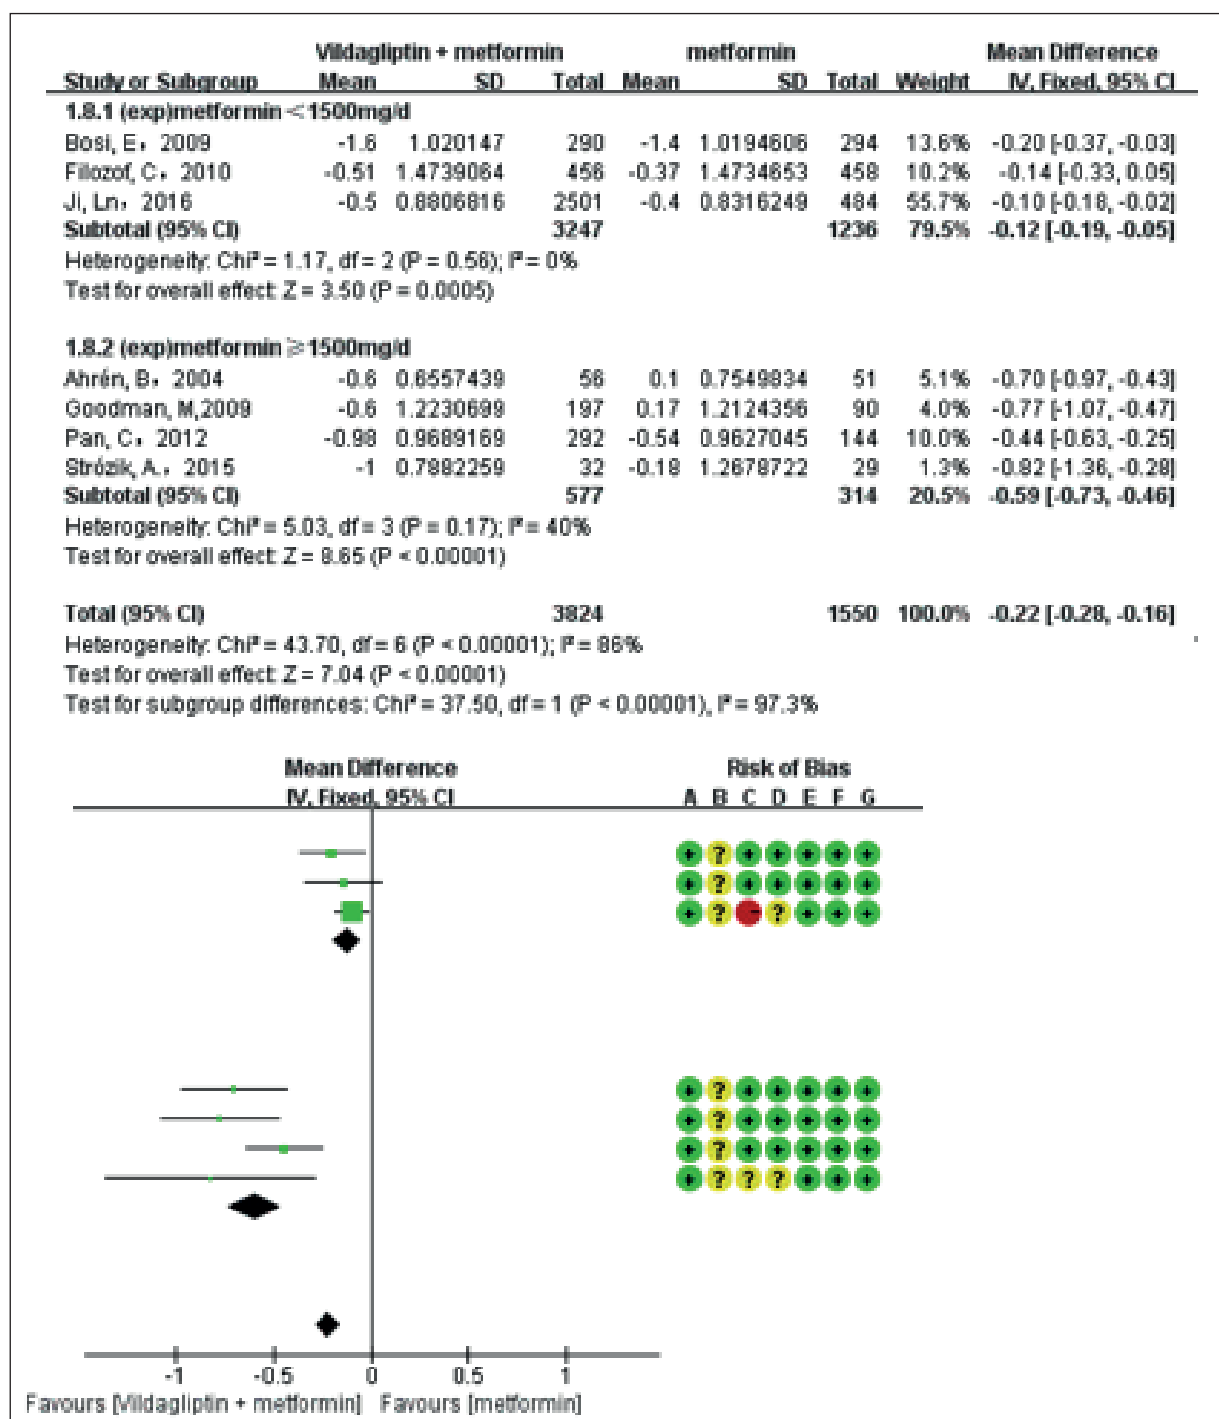 Vildagliptin + metformin metformin Mean Difference
Study or Subgroup Mean SD Total Mean SD Total Weight IV, Fixed, 95% CI
1.8.1 (exp)metformin <1500mg/d
Bosi, E, 2009 -1.6 1.020147 290 -1.4 1.0194606 294 13.6% -0.20 [-0.37, -0.03]
Filozof, C, 2010 -0.51 1.4739064 456 -0.37 1.4734653 458 10.2% -0.14 [-0.33, 0.05]
Ji, Ln, 2016 -0.5 0.8806816 2501 -0.4 0.8316249 484 55.7% -0.10 [-0.18, -0.02]
Subtotal (95% CI) 3247 1236 79.5% -0.12 [-0.19, -0.05]
Heterogeneity: Chi² = 1.17, df = 2 (P = 0.56); I² = 0%
Test for overall effect: Z = 3.50 (P = 0.0005)
1.8.2 (exp)metformin ≥1500mg/d
Ahrén, B, 2004 -0.6 0.6557439 56 0.1 0.7549834 51 5.1% -0.70 [-0.97, -0.43]
Goodman, M,2009 -0.6 1.2230699 197 0.17 1.2124356 90 4.0% -0.77 [-1.07, -0.47]
Pan, C, 2012 -0.98 0.9689169 292 -0.54 0.9627045 144 10.0% -0.44 [-0.63, -0.25]
Strózik, A., 2015 -1 0.7882259 32 -0.18 1.2678722 29 1.3% -0.82 [-1.36, -0.28]
Subtotal (95% CI) 577 314 20.5% -0.59 [-0.73, -0.46]
Heterogeneity: Chi² = 5.03, df = 3 (P = 0.17); I² = 40%
Test for overall effect: Z = 8.65 (P < 0.00001)
Total (95% CI) 3824 1550 100.0% -0.22 [-0.28, -0.16]
Heterogeneity: Chi² = 43.70, df = 6 (P < 0.00001); I² = 86%
Test for overall effect: Z = 7.04 (P < 0.00001)
Test for subgroup differences: Chi² = 37.50, df = 1 (P < 0.00001), I² = 97.3%
Mean Difference Risk of Bias
IV, Fixed, 95% CI A B C D E F G
+ ? + + + + +
+ ? + + + + +
+ ? - ? + + +
+ ? + + + + +
+ ? + + + + +
+ ? + + + + +
+ ? ? ? + + +
-1 -0.5 0 0.5 1
Favours [Vildagliptin + metformin] Favours [metformin]